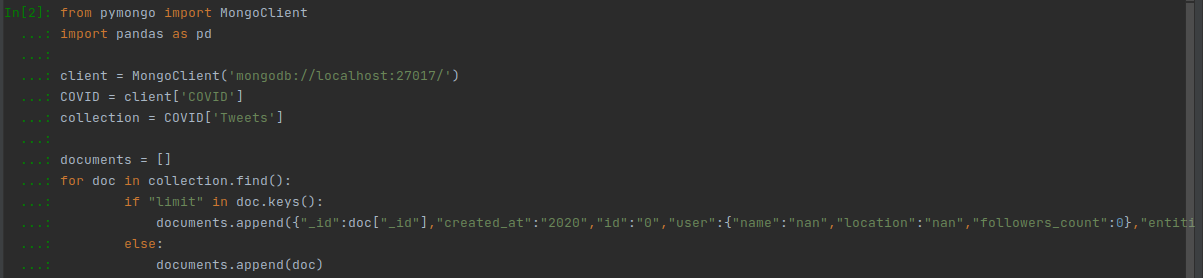 In[2]: from pymongo import MongoClient
...: import pandas as pd
...:
...: client = MongoClient('mongodb://localhost:27017/')
...: COVID = client['COVID']
...: collection = COVID['Tweets']
...:
...: documents = []
...: for doc in collection.find():
...:         if "limit" in doc.keys():
...:             documents.append({"_id":doc["_id"],"created_at":"2020","id":"0","user":{"name":"nan","location":"nan","followers_count":0},"entiti
...:         else:
...:             documents.append(doc)